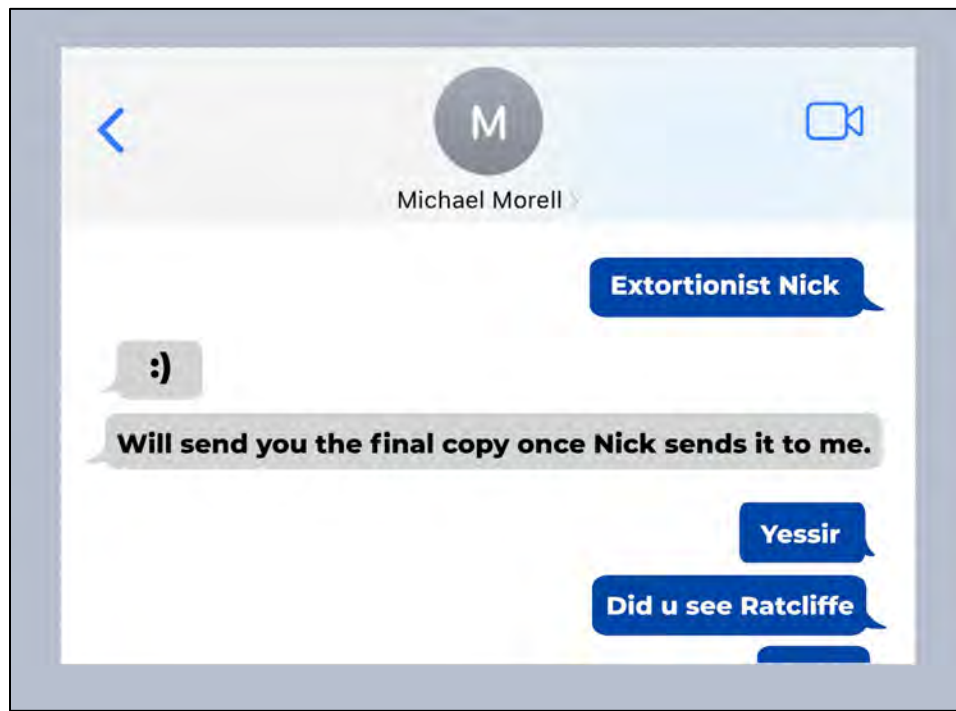 M
Michael Morell
Extortionist Nick
:)
Will send you the final copy once Nick sends it to me.
Yessir
Did u see Ratcliffe